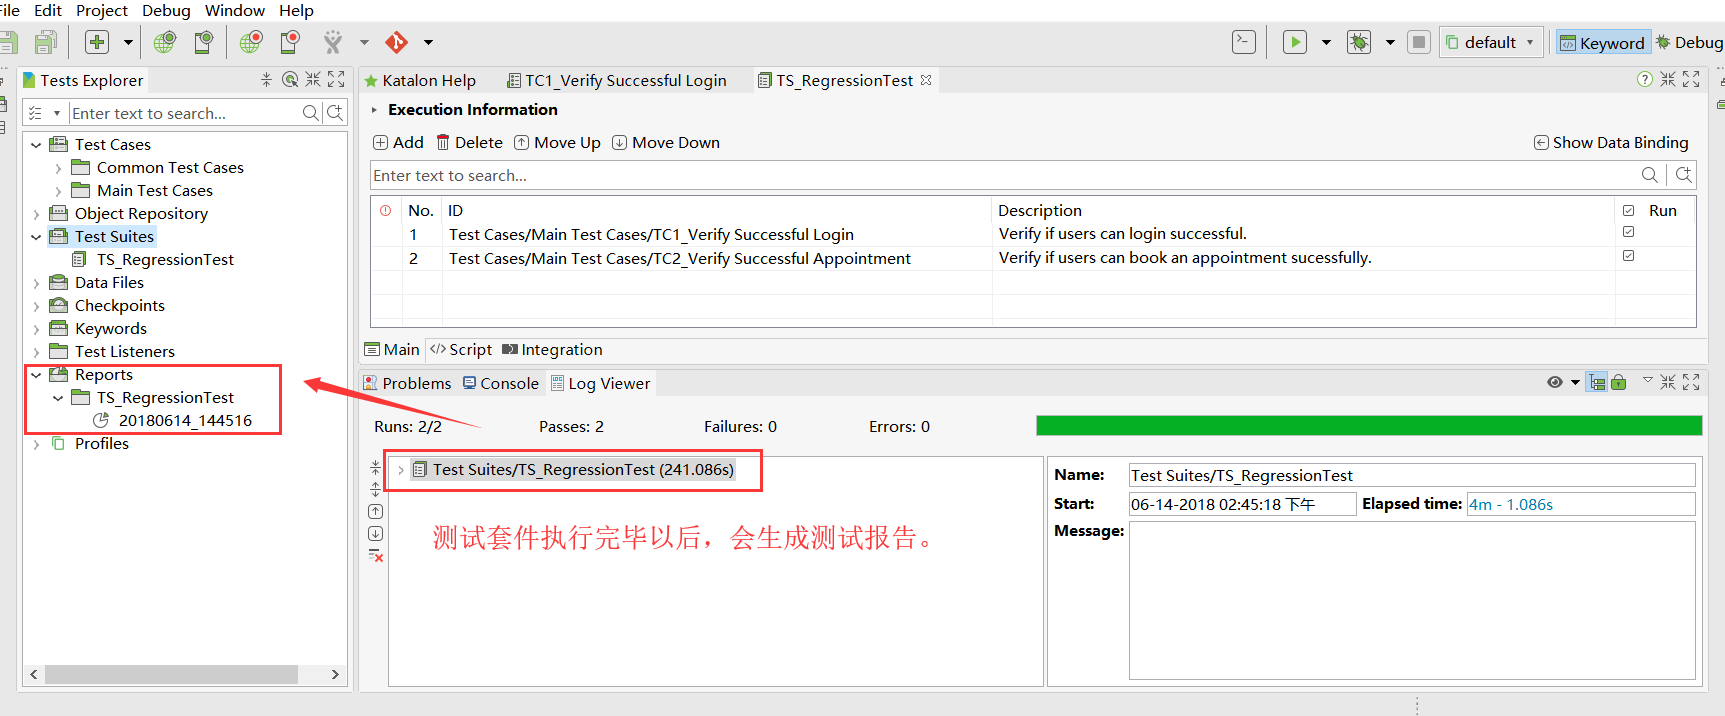 File Edit Project Debug Window Help
default Keyword Debug
Tests Explorer
Enter text to search...
Test Cases
Common Test Cases
Main Test Cases
Object Repository
Test Suites
TS_RegressionTest
Data Files
Checkpoints
Keywords
Test Listeners
Reports
TS_RegressionTest
20180614_144516
Profiles
Katalon Help TC1_Verify Successful Login TS_RegressionTest
Execution Information
Add Delete Move Up Move Down Show Data Binding
Enter text to search...
No. ID Description Run
1 Test Cases/Main Test Cases/TC1_Verify Successful Login Verify if users can login successful.
2 Test Cases/Main Test Cases/TC2_Verify Successful Appointment Verify if users can book an appointment sucessfully.
Main </> Script Integration
Problems Console Log Viewer
Runs: 2/2 Passes: 2 Failures: 0 Errors: 0
Test Suites/TS_RegressionTest (241.086s)
测试套件执行完毕以后，会生成测试报告。
Name: Test Suites/TS_RegressionTest
Start: 06-14-2018 02:45:18 下午 Elapsed time: 4m - 1.086s
Message: